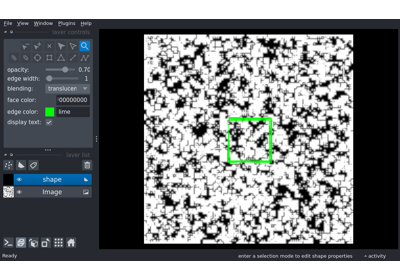 File View Window Plugins Help
layer controls
opacity: 0.70
edge width: 1
blending: translucen
face color: 00000000
edge color: lime
display text:
layer list
shape
Image
Ready enter a selection mode to edit shape properties activity